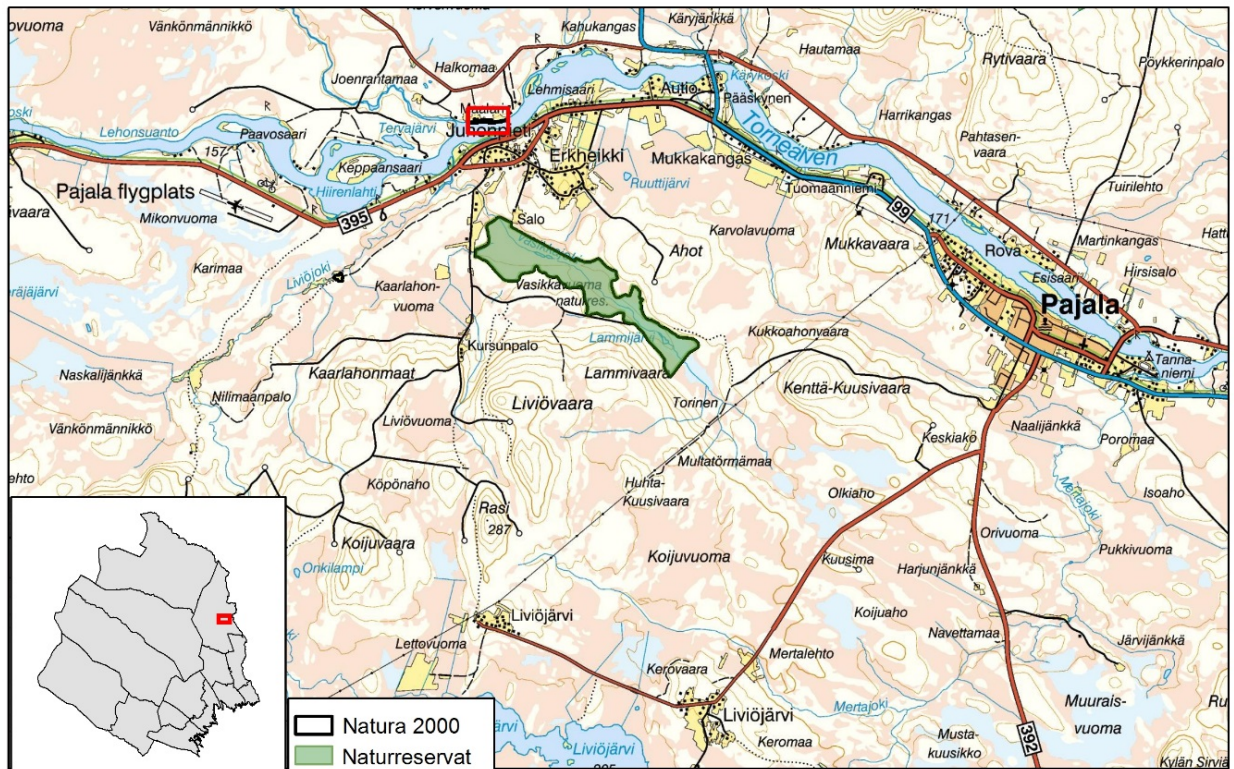 Vänkönmännikkö
Kahukangas
Käryjänkkä
Hautamaa
Rytivaara
Pöykkerinpalo
Joenrantamaa
Halkomaa
Lehmisaari
Autio
Kärykoski
Pääskynen
Harrikangas
Pahtasen-
vaara
Lehonsuanto
Paavosaari
Tervajärvi
Juhonpieti
Torneälven
157
Keppaansaari
Erkheikki
Mukkakangas
Tuirilehto
Pajala flygplats
Hiirenlahti
Ruuttijärvi
Tuomaanniemi
Mikonvuoma
395
Salo
99
171
Karvolavuoma
Mukkavaara
Rova
Martinkangas
Karimaa
Liviöjoki
Ahot
Esisaari
Hirsisalo
Kaarlahon-
vuoma
Vasikkavuoma
naturres.
Pajala
Lammijärvi
Kukkoahonvaara
Kursunpalo
Naskalijänkkä
Kaarlahonmaat
Lammivaara
Kenttä-Kuusivaara
Tanna-
niemi
Nilimaanpalo
Liviövaara
Torinen
Vänkönmännikkö
Liviövuoma
Naalijänkkä
Poromaa
Keskiakö
Multatörmämaa
Köpönaho
Huhta-
Kuusivaara
Mertajoki
Isoaho
Olkiaho
Rasi
287
Orivuoma
Koijuvaara
Koijuvuoma
Pukkivuoma
Onkilampi
Kuusima
Harjunjänkkä
Koijuaho
Liviöjärvi
Navettamaa
Järvijänkkä
Lettovuoma
Mertalehto
Kerovaara
Muurais-
vuoma
Liviöjärvi
Mertajoki
Liviöjärvi
Musta-
kuusikko
392
Keromaa
Kylän Sirviä
Natura 2000
Naturreservat